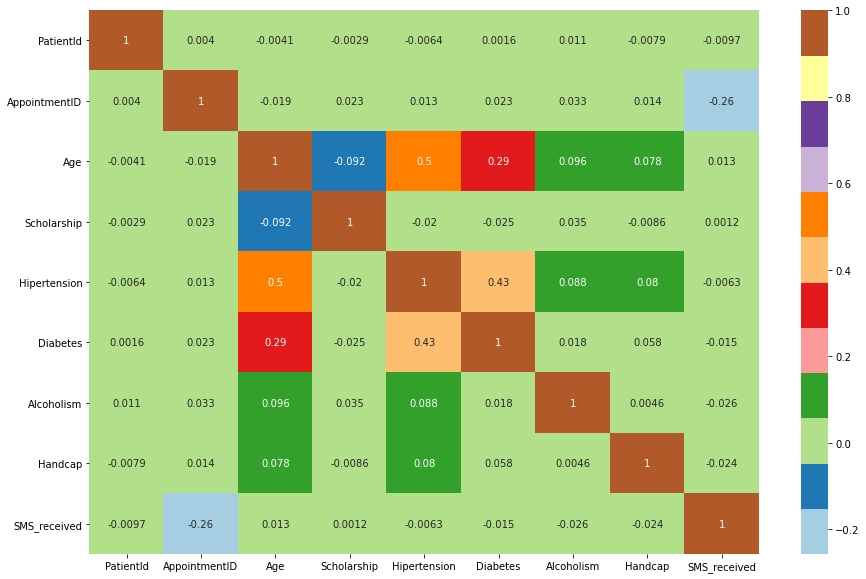 PatientId 1 0.004 -0.0041 -0.0029 -0.0064 0.0016 0.011 -0.0079 -0.0097
AppointmentID 0.004 1 -0.019 0.023 0.013 0.023 0.033 0.014 -0.26
Age -0.0041 -0.019 1 -0.092 0.5 0.29 0.096 0.078 0.013
Scholarship -0.0029 0.023 -0.092 1 -0.02 -0.025 0.035 -0.0086 0.0012
Hipertension -0.0064 0.013 0.5 -0.02 1 0.43 0.088 0.08 -0.0063
Diabetes 0.0016 0.023 0.29 -0.025 0.43 1 0.018 0.058 -0.015
Alcoholism 0.011 0.033 0.096 0.035 0.088 0.018 1 0.0046 -0.026
Handcap -0.0079 0.014 0.078 -0.0086 0.08 0.058 0.0046 1 -0.024
SMS_received -0.0097 -0.26 0.013 0.0012 -0.0063 -0.015 -0.026 -0.024 1
PatientId AppointmentID Age Scholarship Hipertension Diabetes Alcoholism Handcap SMS_received
1.0
0.8
0.6
0.4
0.2
0.0
−0.2